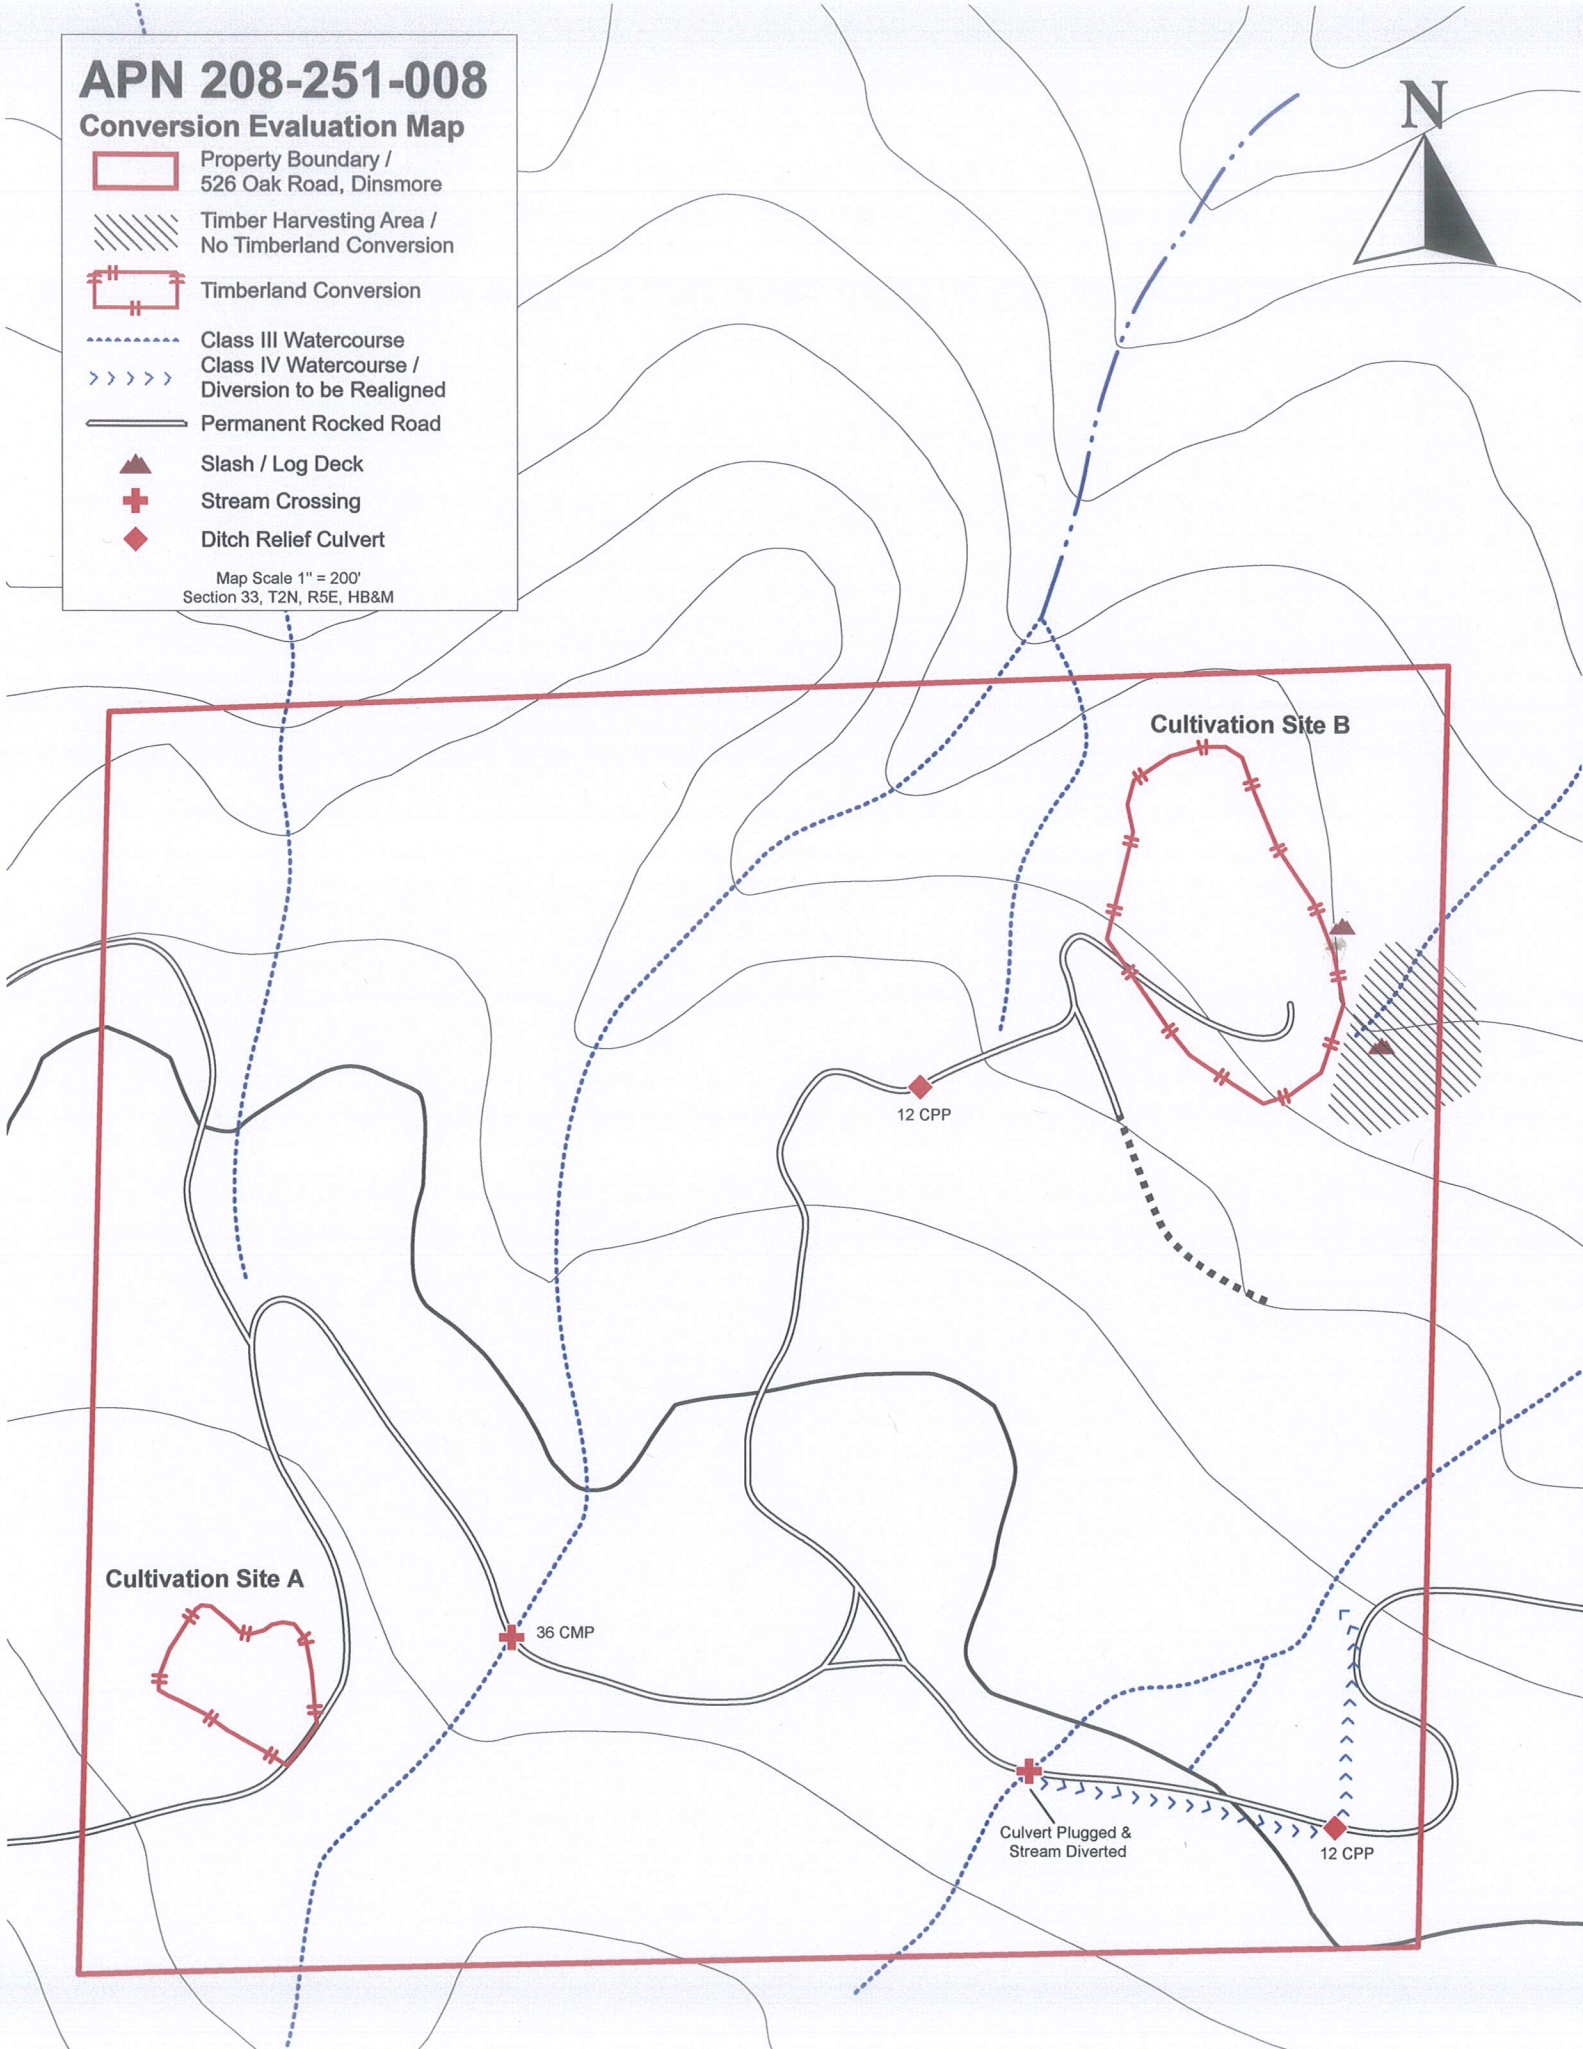 APN 208-251-008
Conversion Evaluation Map
Property Boundary /
526 Oak Road, Dinsmore
Timber Harvesting Area /
No Timberland Conversion
Timberland Conversion
Class III Watercourse
Class IV Watercourse /
Diversion to be Realigned
Permanent Rocked Road
Slash / Log Deck
Stream Crossing
Ditch Relief Culvert
Map Scale 1" = 200'
Section 33, T2N, R5E, HB&M
N
Cultivation Site B
12 CPP
Cultivation Site A
36 CMP
Culvert Plugged &
Stream Diverted
12 CPP